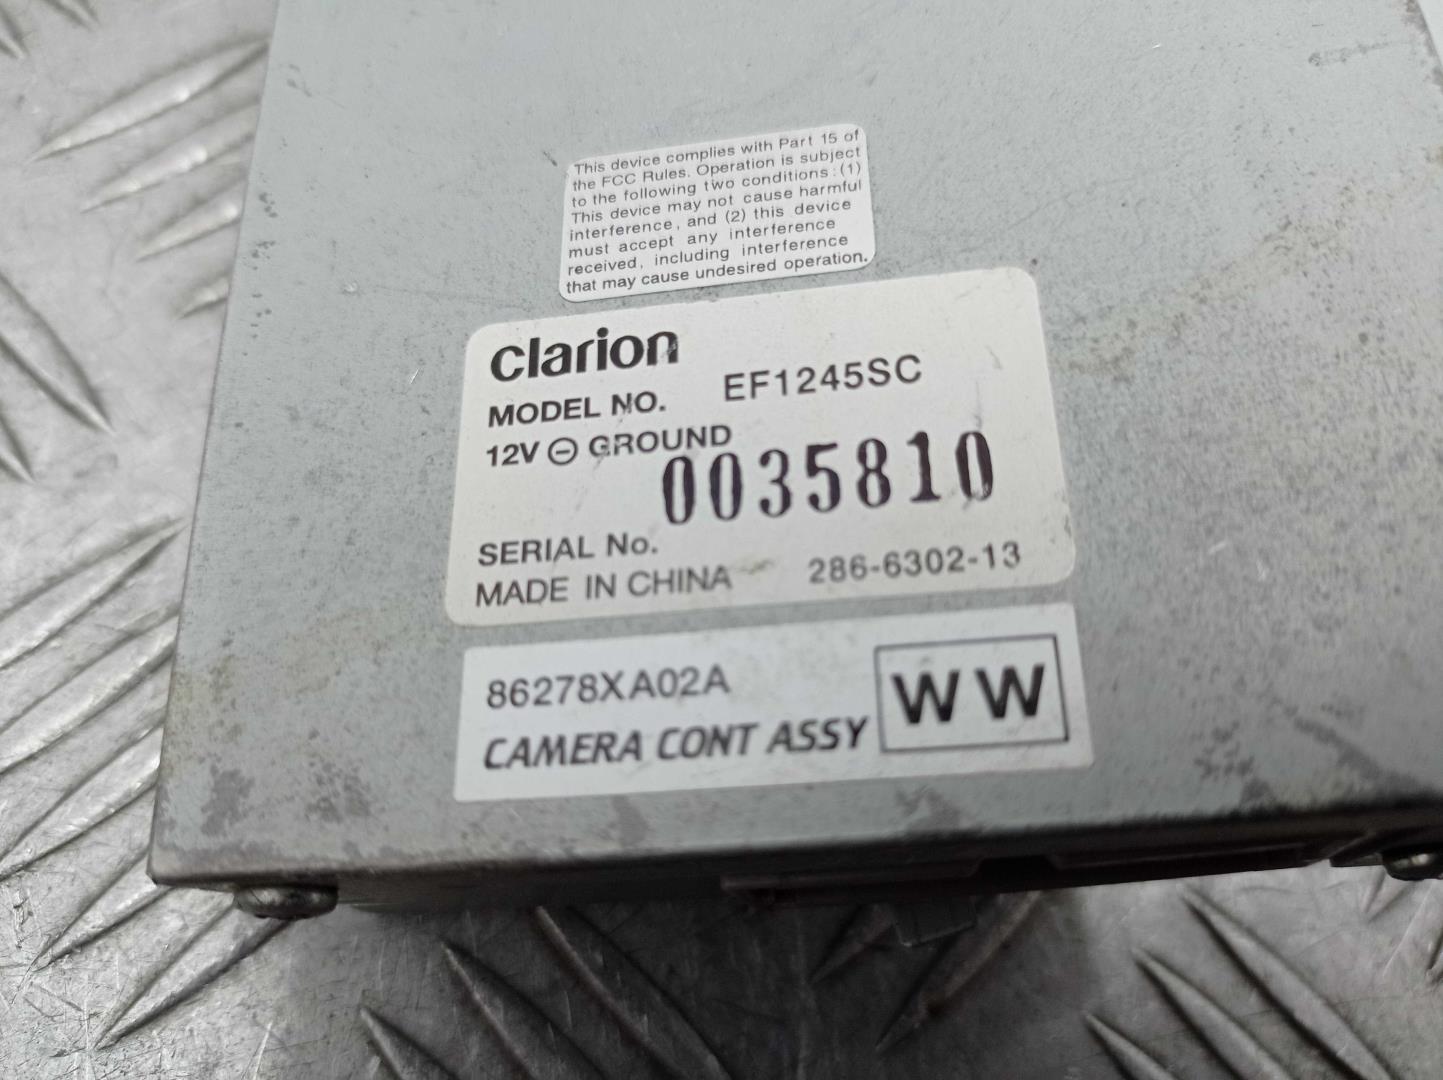 This device complies with Part 15 of
the FCC Rules. Operation is subject
to the following two conditions : (1)
This device may not cause harmful
interference, and (2) this device
must accept any interference
received, including interference
that may cause undesired operation.
clarion
MODEL NO. EF1245SC
12V ⊖ GROUND
0035810
SERIAL No.
MADE IN CHINA 286-6302-13
86278XA02A
CAMERA CONT ASSY
WW